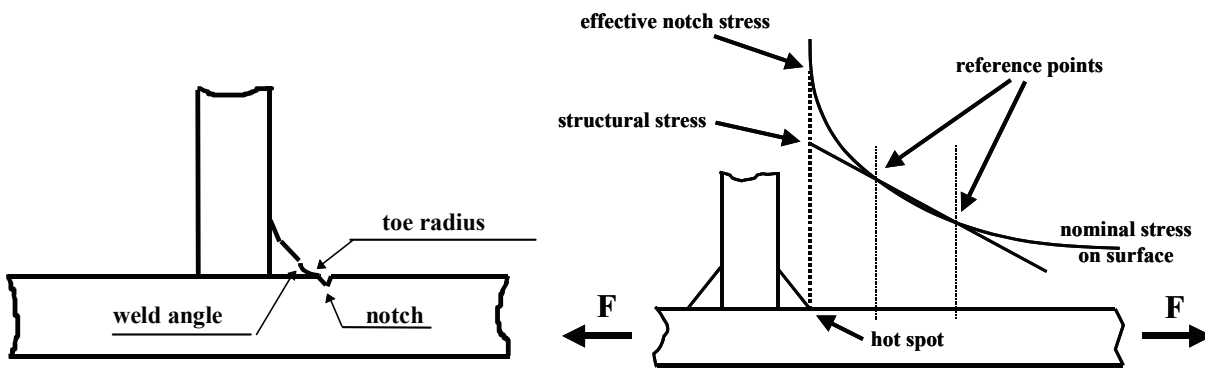 toe radius
weld angle
notch
effective notch stress
reference points
structural stress
nominal stress
on surface
F
F
hot spot